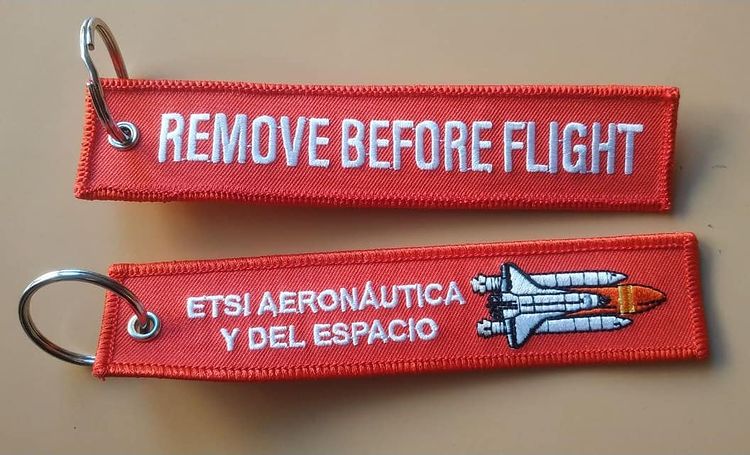 REMOVE BEFORE FLIGHT
ETSI AERONÁUTICA
Y DEL ESPACIO